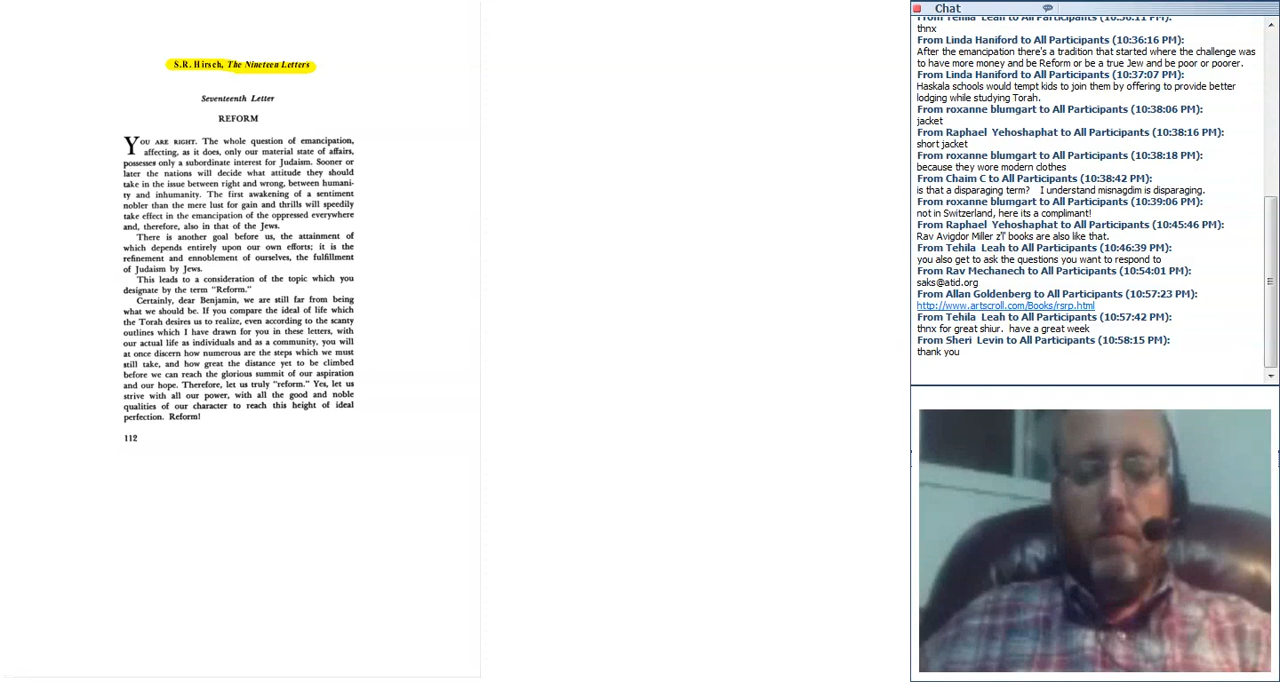 S.R. Hirsch, The Nineteen Letters
Seventeenth Letter
REFORM
YOU ARE RIGHT. The whole question of emancipation,
affecting, as it does, only our material state of affairs,
possesses only a subordinate interest for Judaism. Sooner or
later the nations will decide what attitude they should
take in the issue between right and wrong, between humani-
ty and inhumanity. The first awakening of a sentiment
nobler than the mere lust for gain and thrills will speedily
take effect in the emancipation of the oppressed everywhere
and, therefore, also in that of the Jews.
There is another goal before us, the attainment of
which depends entirely upon our own efforts; it is the
refinement and ennoblement of ourselves, the fulfillment
of Judaism by Jews.
This leads to a consideration of the topic which you
designate by the term "Reform."
Certainly, dear Benjamin, we are still far from being
what we should be. If you compare the ideal of life which
the Torah desires us to realize, even according to the scanty
outlines which I have drawn for you in these letters, with
our actual life as individuals and as a community, you will
at once discern how numerous are the steps which we must
still take, and how great the distance yet to be climbed
before we can reach the glorious summit of our aspiration
and our hope. Therefore, let us truly "reform." Yes, let us
strive with all our power, with all the good and noble
qualities of our character to reach this height of ideal
perfection. Reform!
112
Chat
From Tehila Leah to All Participants (10:36:11 PM):
thnx
From Linda Haniford to All Participants (10:36:16 PM):
After the emancipation there's a tradition that started where the challenge was
to have more money and be Reform or be a true Jew and be poor or poorer.
From Linda Haniford to All Participants (10:37:07 PM):
Haskala schools would tempt kids to join them by offering to provide better
lodging while studying Torah.
From roxanne blumgart to All Participants (10:38:06 PM):
jacket
From Raphael Yehoshaphat to All Participants (10:38:16 PM):
short jacket
From roxanne blumgart to All Participants (10:38:18 PM):
because they wore modern clothes
From Chaim C to All Participants (10:38:42 PM):
is that a disparaging term? I understand misnagdim is disparaging.
From roxanne blumgart to All Participants (10:39:06 PM):
not in Switzerland, here its a complimant!
From Raphael Yehoshaphat to All Participants (10:45:46 PM):
Rav Avigdor Miller z'l' books are also like that.
From Tehila Leah to All Participants (10:46:39 PM):
you also get to ask the questions you want to respond to
From Rav Mechanech to All Participants (10:54:01 PM):
saks@atid.org
From Allan Goldenberg to All Participants (10:57:23 PM):
http://www.artscroll.com/Books/rsrp.html
From Tehila Leah to All Participants (10:57:42 PM):
thnx for great shiur. have a great week
From Sheri Levin to All Participants (10:58:15 PM):
thank you